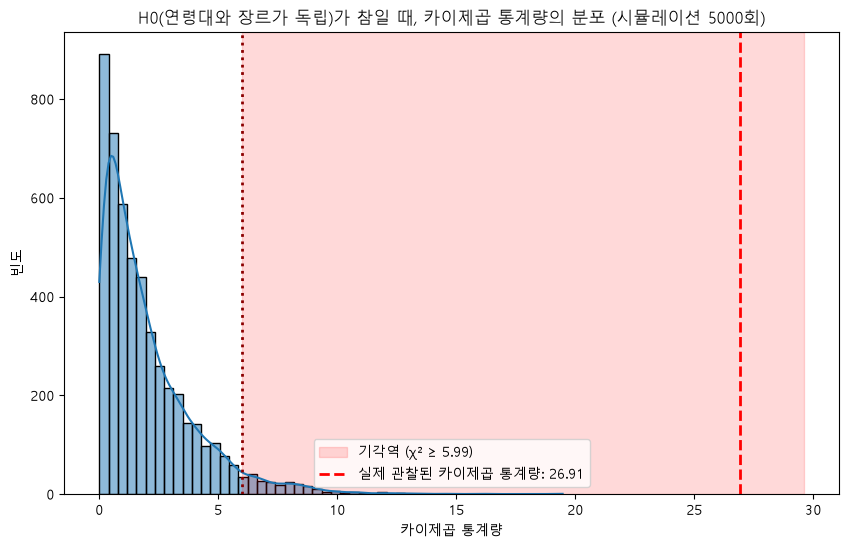 H0(연령대와 장르가 독립)가 참일 때, 카이제곱 통계량의 분포 (시뮬레이션 5000회)
빈도
800
600
400
200
0
기각역 (χ² ≥ 5.99)
실제 관찰된 카이제곱 통계량: 26.91
0 5 10 15 20 25 30
카이제곱 통계량